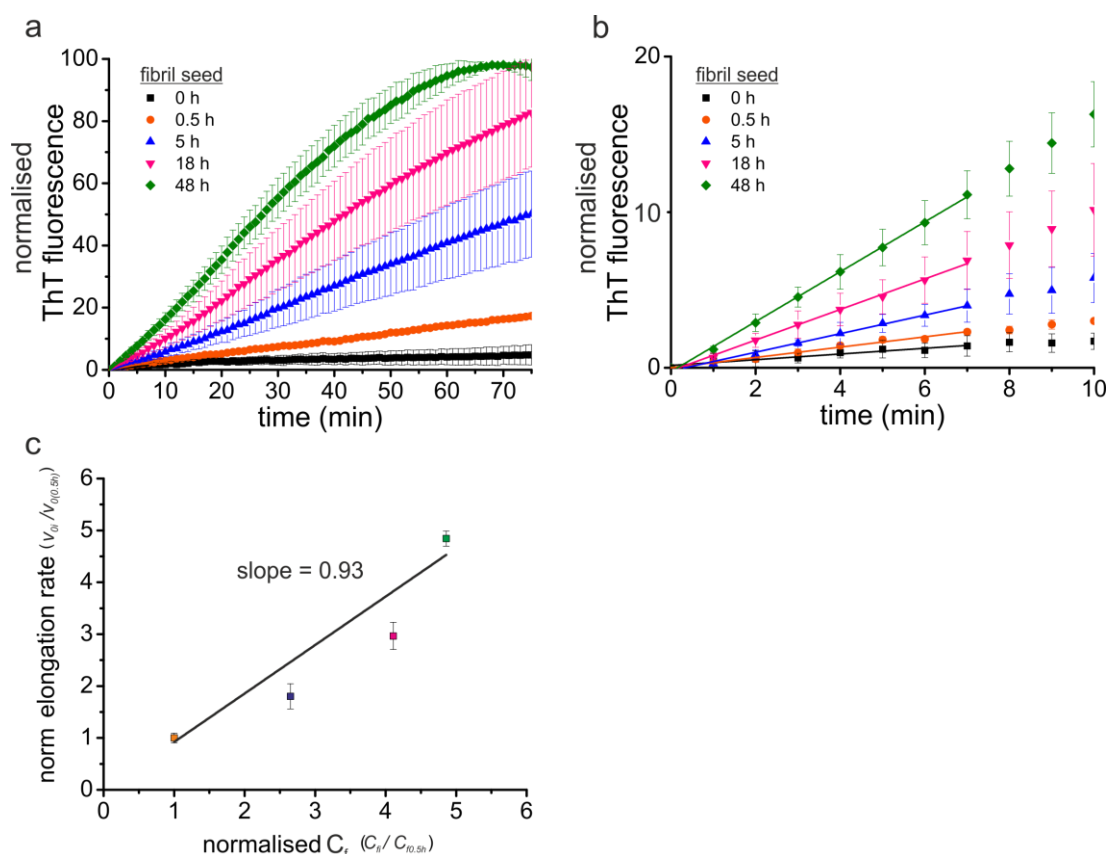 a
normalised
ThT fluorescence
100
80
60
40
20
0
fibril seed
0 h
0.5 h
5 h
18 h
48 h
0 10 20 30 40 50 60 70
time (min)
b
normalised
ThT fluorescence
20
10
0
fibril seed
0 h
0.5 h
5 h
18 h
48 h
0 2 4 6 8 10
time (min)
c
norm elongation rate (v0i/v0(0.5h))
6
5
4
3
2
1
0
slope = 0.93
0 1 2 3 4 5 6
normalised Cf (Cfi/Cf0.5h)